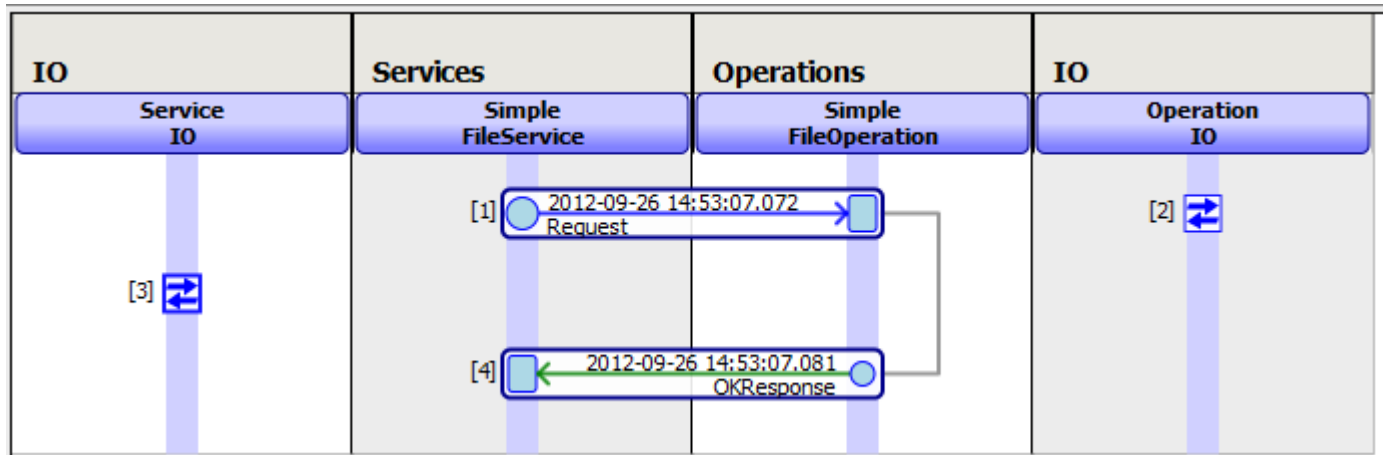 IO
Services
Operations
IO
Service
IO
Simple
FileService
Simple
FileOperation
Operation
IO
[1]
2012-09-26 14:53:07.072
Request
[2]
[3]
[4]
2012-09-26 14:53:07.081
OKResponse